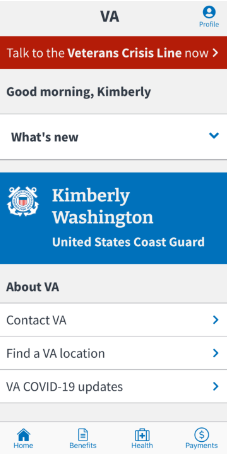 VA
Profile
Talk to the Veterans Crisis Line now
Good morning, Kimberly
What's new
Kimberly
Washington
United States Coast Guard
About VA
Contact VA
Find a VA location
VA COVID-19 updates
Home
Benefits
Health
Payments